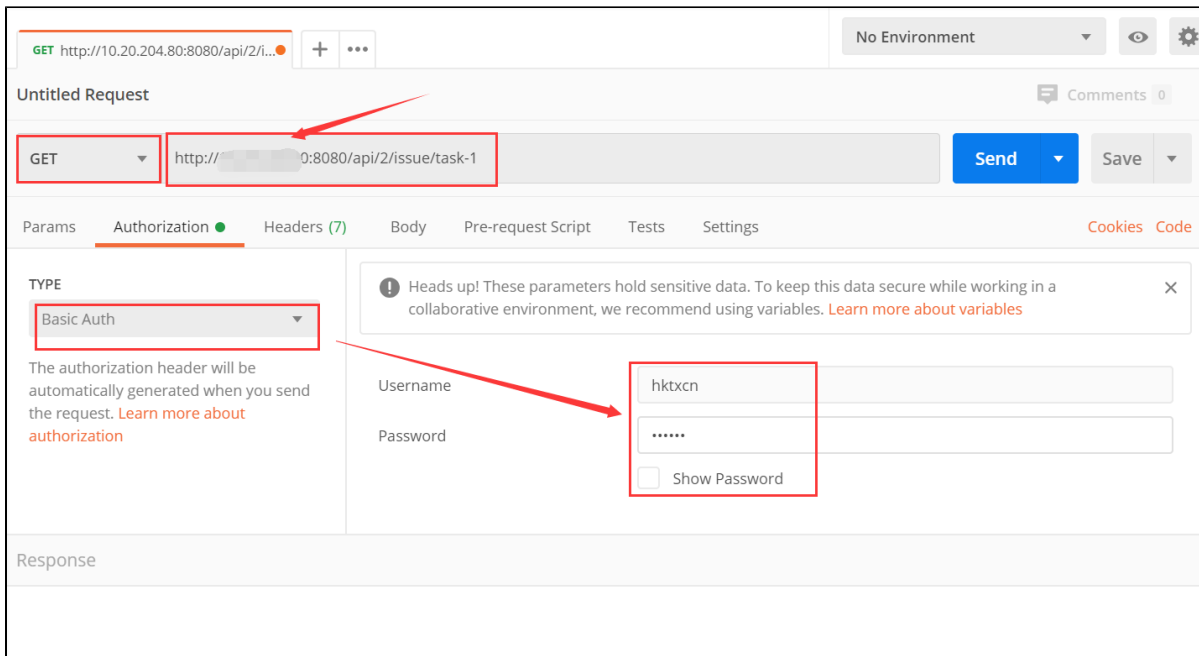 GET http://10.20.204.80:8080/api/2/i...
+
•••
No Environment
Untitled Request
Comments 0
GET
http:// 0:8080/api/2/issue/task-1
Send
Save
Params Authorization Headers (7) Body Pre-request Script Tests Settings Cookies Code
TYPE
Basic Auth
The authorization header will be
automatically generated when you send
the request. Learn more about
authorization
Heads up! These parameters hold sensitive data. To keep this data secure while working in a
collaborative environment, we recommend using variables. Learn more about variables
Username hktxcn
Password ••••••
Show Password
Response